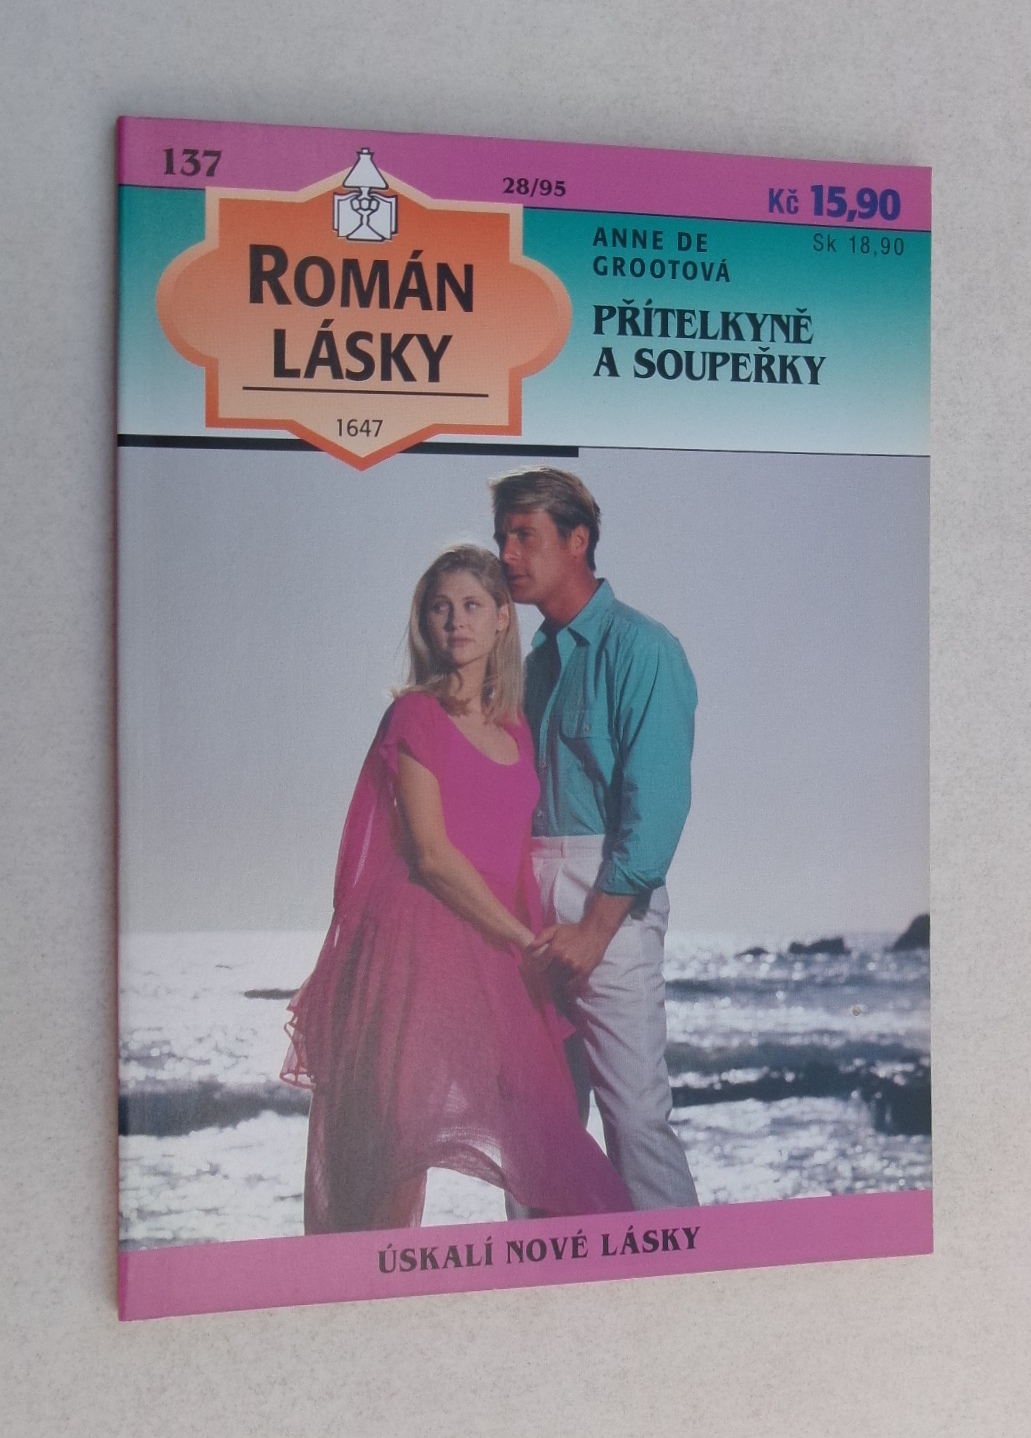 137
28/95
Kč 15,90
Sk 18,90
ROMÁN
LÁSKY
1647
ANNE DE
GROOTOVÁ
PŘÍTELKYNĚ
A SOUPEŘKY
ÚSKALÍ NOVÉ LÁSKY